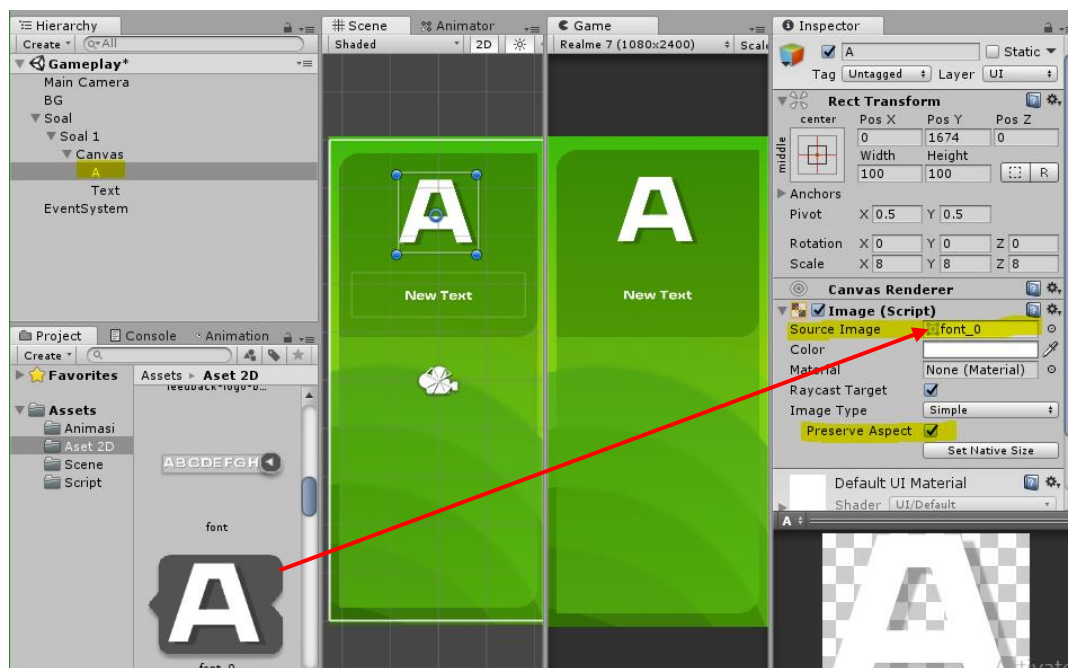 Hierarchy
Create
All
Gameplay*
Main Camera
BG
Soal
Soal 1
Canvas
A
Text
EventSystem
Project
Console
Animation
Create
Favorites
Assets
Animasi
Aset 2D
Scene
Script
Assets ▸ Aset 2D
ABCDEFGH
font
A
font_0
Scene
Animator
Shaded
2D
A
New Text
Game
Realme 7 (1080x2400)
Scale
A
New Text
Inspector
A
Static
Tag Untagged Layer UI
Rect Transform
center Pos X Pos Y Pos Z
middle
0 1674 0
Width Height
100 100 R
Anchors
Pivot X 0.5 Y 0.5
Rotation X 0 Y 0 Z 0
Scale X 8 Y 8 Z 8
Canvas Renderer
Image (Script)
Source Image font_0
Color
Material None (Material)
Raycast Target
Image Type Simple
Preserve Aspect
Set Native Size
Default UI Material
Shader UI/Default
A
A